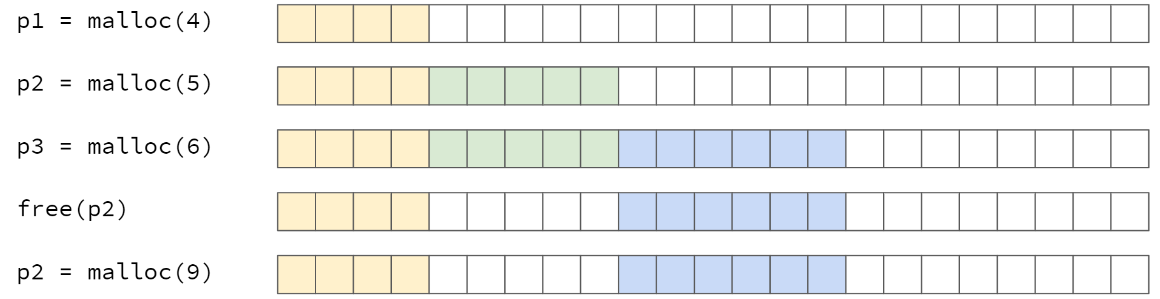 p1 = malloc(4)
p2 = malloc(5)
p3 = malloc(6)
free(p2)
p2 = malloc(9)